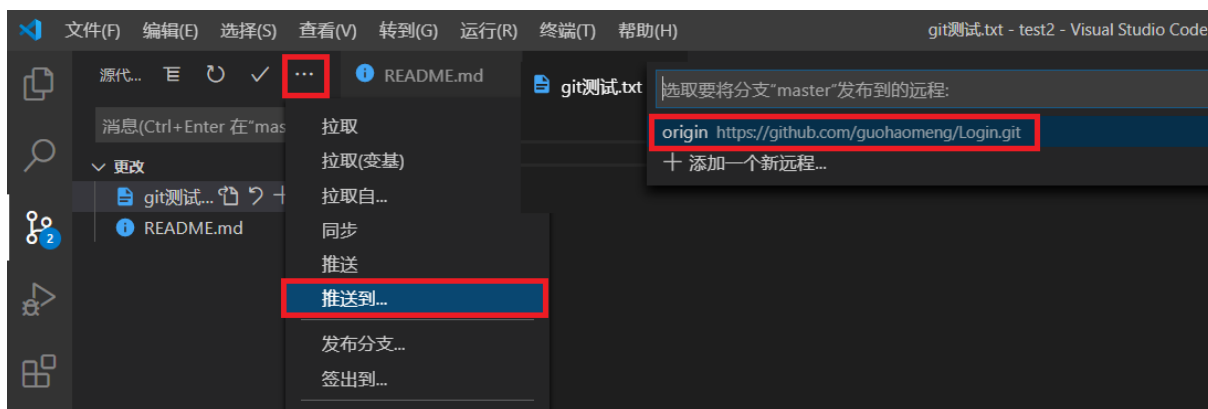 文件(F) 编辑(E) 选择(S) 查看(V) 转到(G) 运行(R) 终端(T) 帮助(H) git测试.txt - test2 - Visual Studio Code
源代... README.md git测试.txt 选取要将分支"master"发布到的远程:
消息(Ctrl+Enter 在"mas
origin https://github.com/guohaomeng/Login.git
十 添加一个新远程...
更改
git测试...
README.md
2
拉取
拉取(变基)
拉取自...
同步
推送
推送到...
发布分支...
签出到...